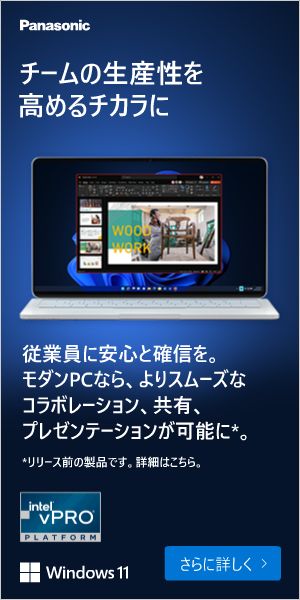 Panasonic
チームの生産性を
高めるチカラに
WOOD
WORK
従業員に安心と確信を。
モダンPCなら、よりスムーズな
コラボレーション、共有、
プレゼンテーションが可能に*。
*リリース前の製品です。詳細はこちら。
intel
vPRO
PLATFORM
Windows 11
さらに詳しく